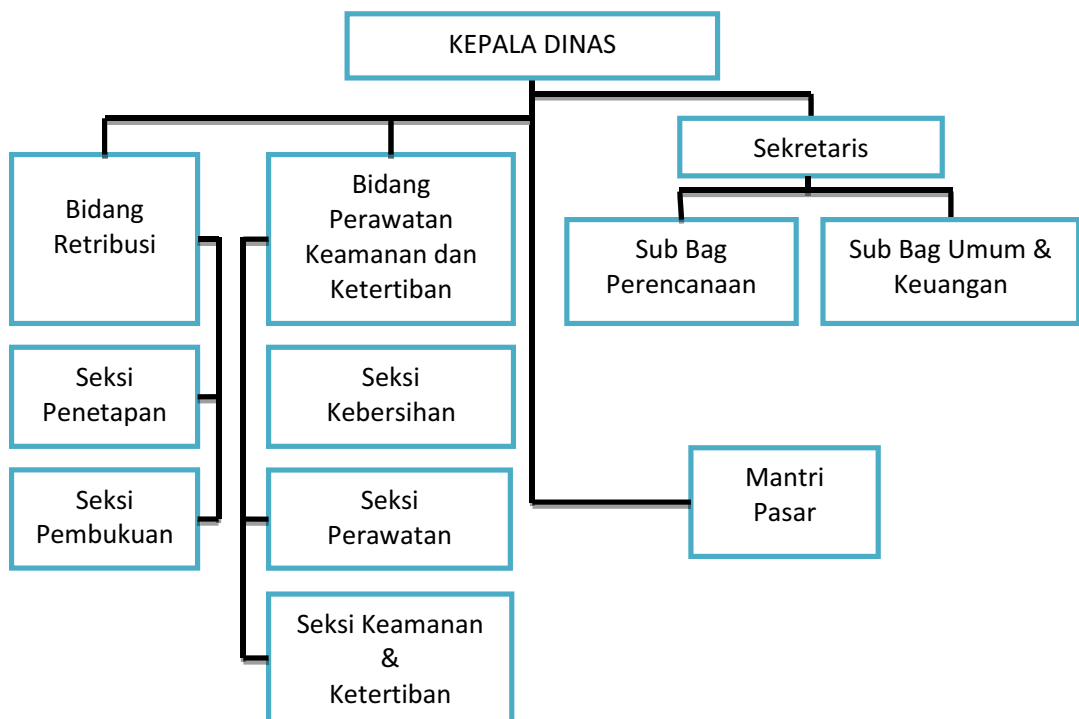 KEPALA DINAS
Sekretaris
Bidang
Retribusi
Bidang
Perawatan
Keamanan dan
Ketertiban
Sub Bag
Perencanaan
Sub Bag Umum &
Keuangan
Seksi
Penetapan
Seksi
Kebersihan
Seksi
Pembukuan
Seksi
Perawatan
Mantri
Pasar
Seksi Keamanan
&
Ketertiban